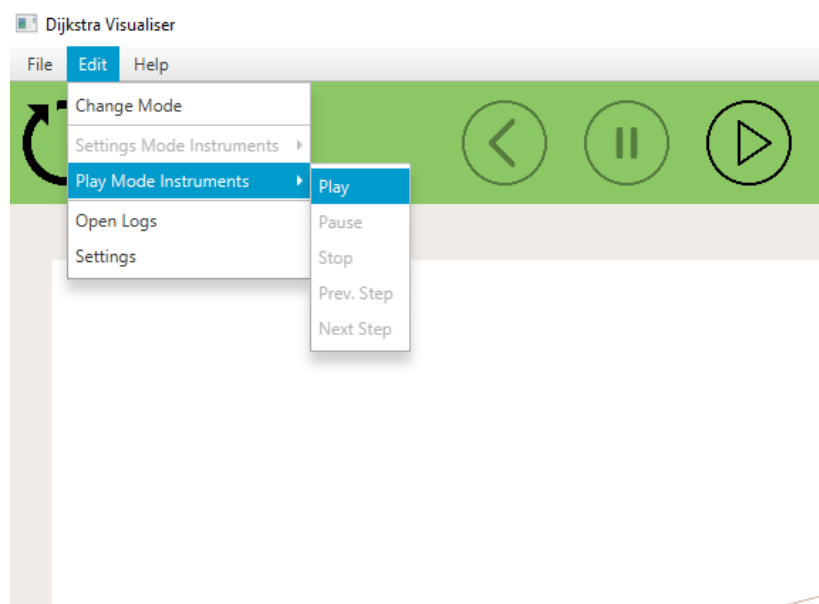 Dijkstra Visualiser
File Edit Help
Change Mode
Settings Mode Instruments
Play Mode Instruments
Open Logs
Settings
Play
Pause
Stop
Prev. Step
Next Step